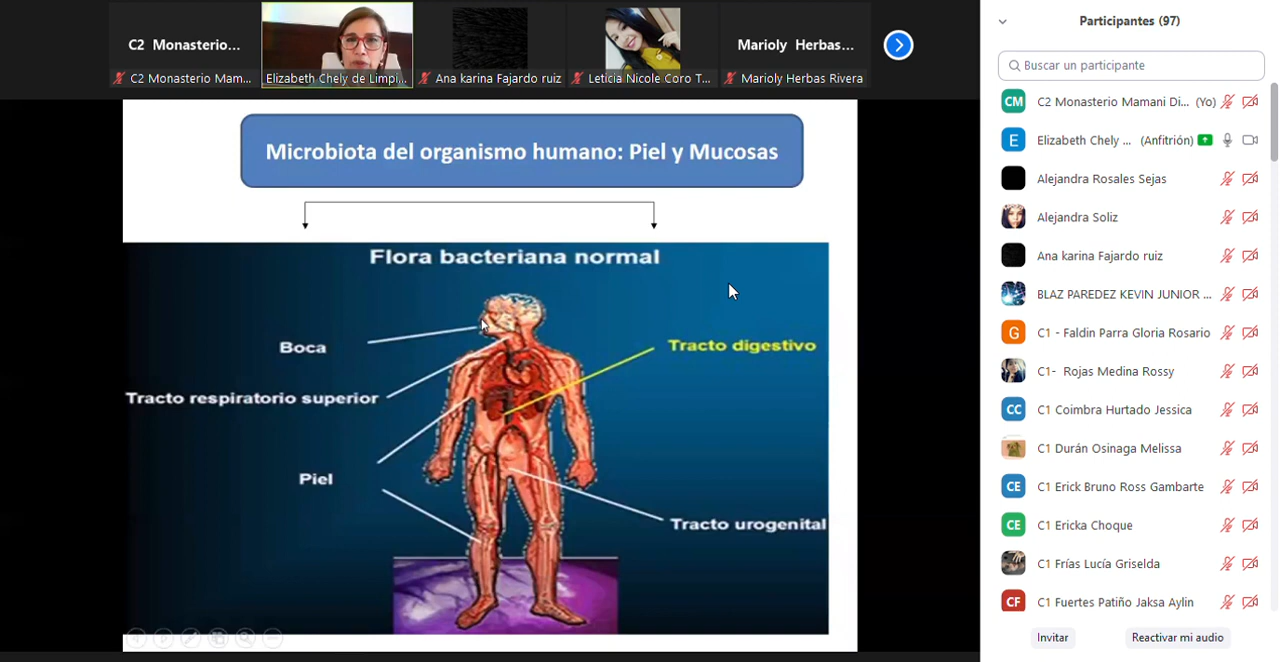 C2 Monasterio...
Marioly Herbas...
C2 Monasterio Mam...
Elizabeth Chely de Limpi...
Ana karina Fajardo ruiz
Leticia Nicole Coro T...
Marioly Herbas Rivera
Microbiota del organismo humano: Piel y Mucosas
Flora bacteriana normal
Boca
Tracto digestivo
Tracto respiratorio superior
Piel
Tracto urogenital
Participantes (97)
Buscar un participante
CM C2 Monasterio Mamani Di... (Yo)
E Elizabeth Chely ... (Anfitrión)
Alejandra Rosales Sejas
Alejandra Soliz
Ana karina Fajardo ruiz
BLAZ PAREDEZ KEVIN JUNIOR ...
G C1 - Faldin Parra Gloria Rosario
C1- Rojas Medina Rossy
CC C1 Coimbra Hurtado Jessica
C1 Durán Osinaga Melissa
CE C1 Erick Bruno Ross Gambarte
CE C1 Ericka Choque
C1 Frías Lucía Griselda
CF C1 Fuertes Patiño Jaksa Aylin
Invitar
Reactivar mi audio